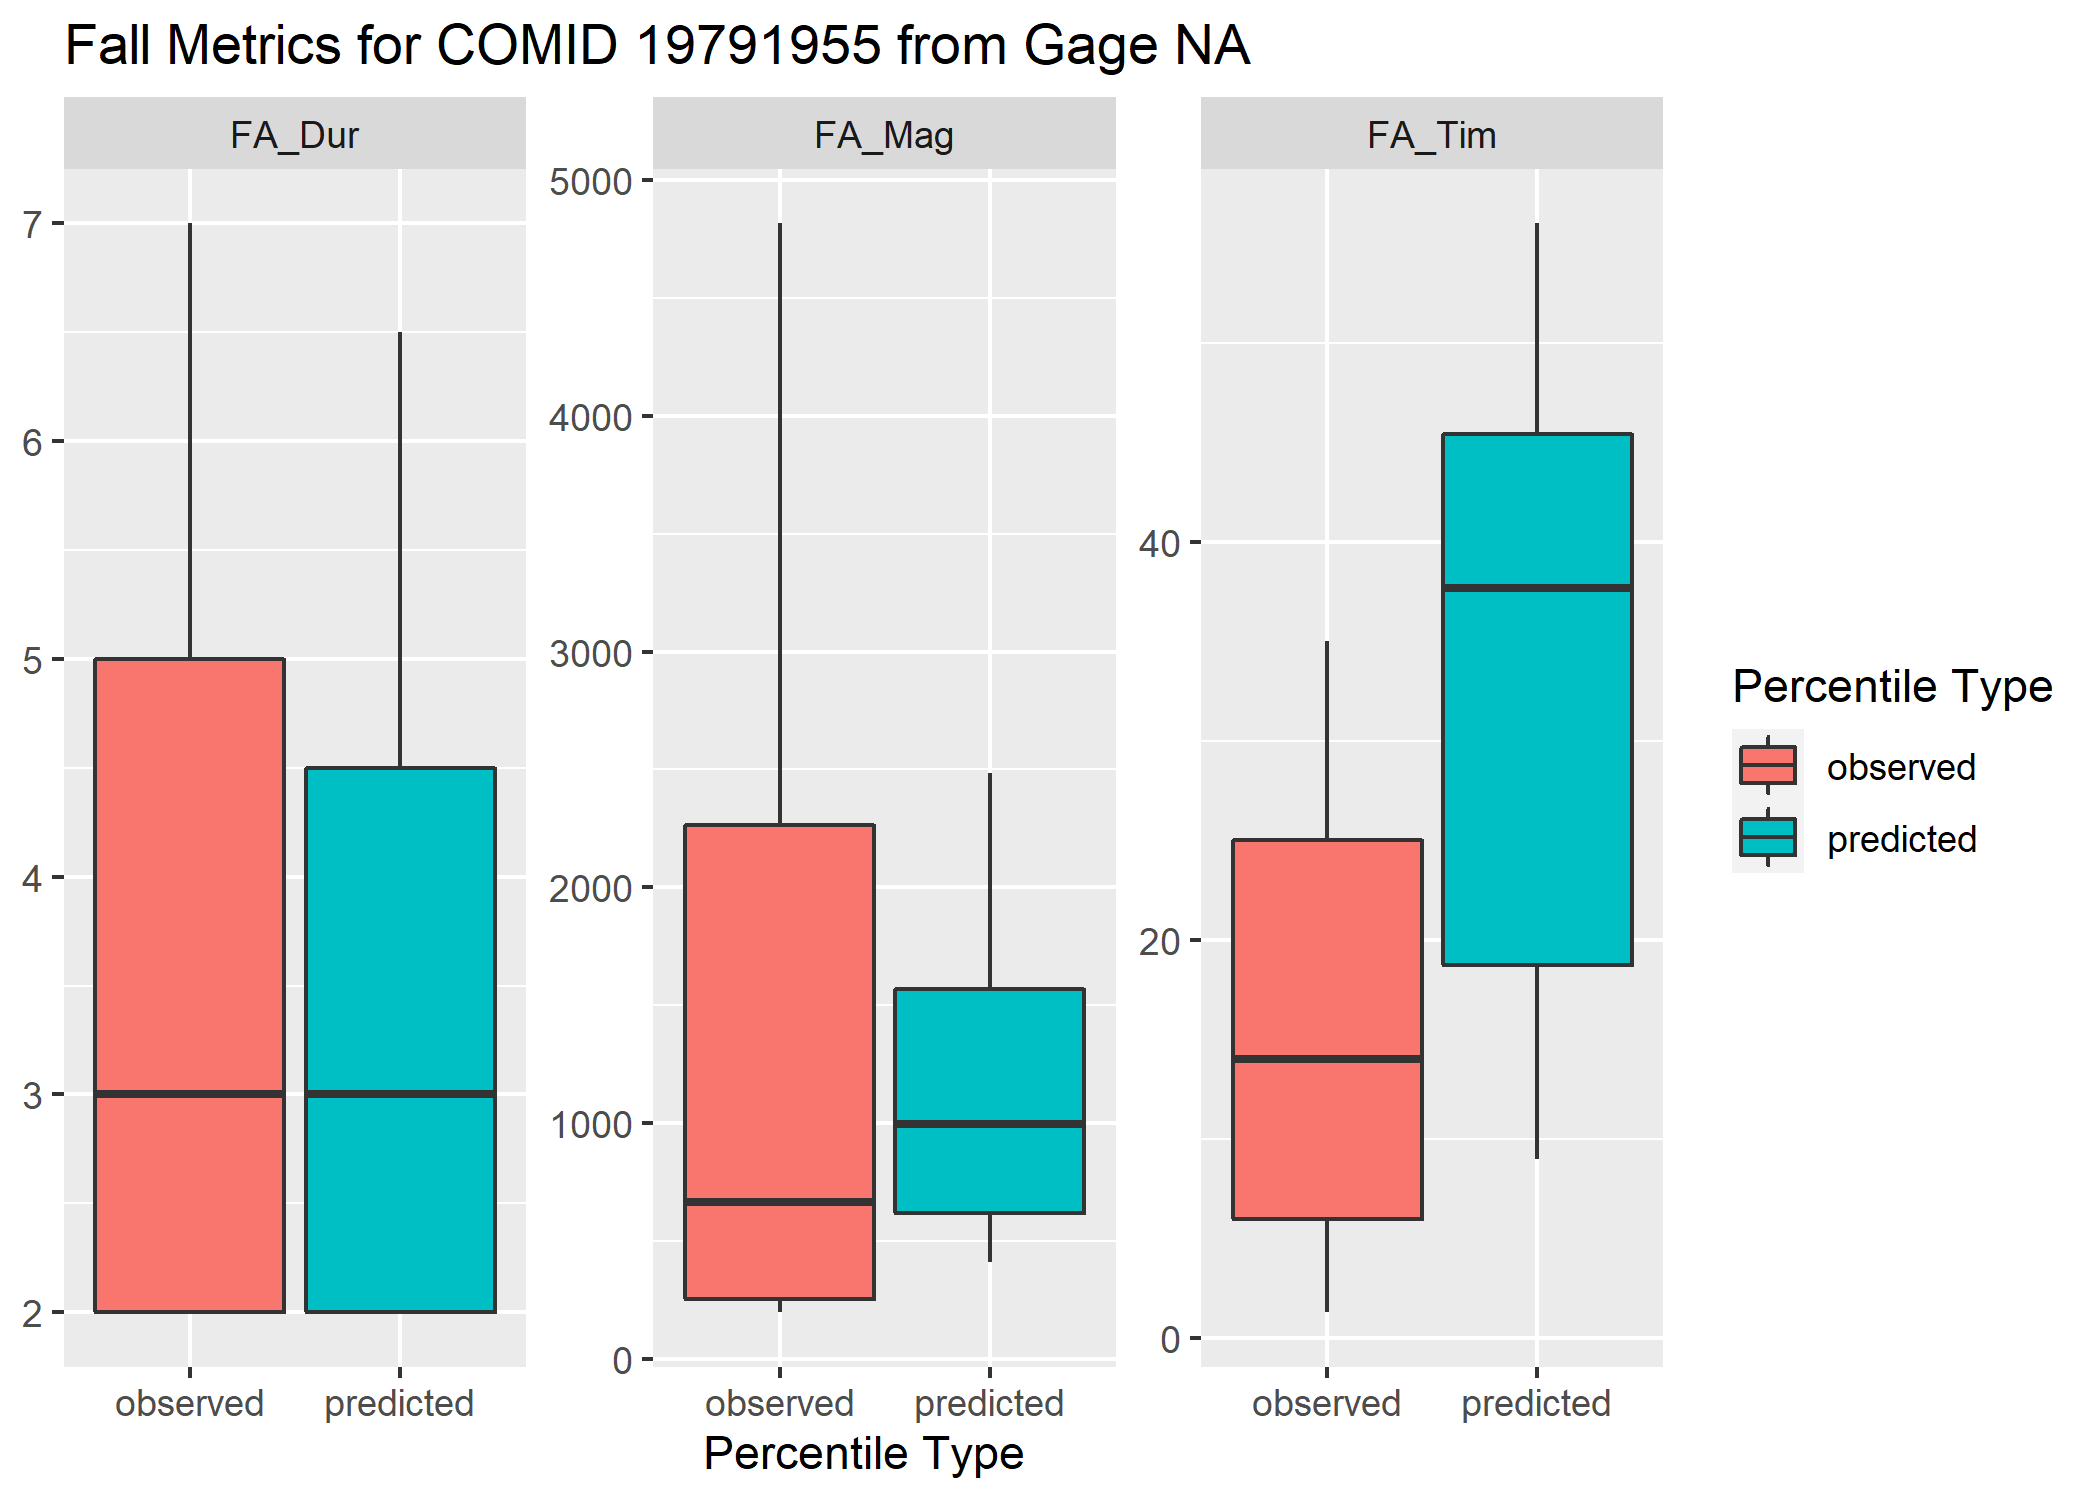 Fall Metrics for COMID 19791955 from Gage NA
FA_Dur
FA_Mag
FA_Tim
7
6
5
4
3
2
5000
4000
3000
2000
1000
0
40
20
0
observed
predicted
observed
predicted
observed
predicted
Percentile Type
Percentile Type
observed
predicted